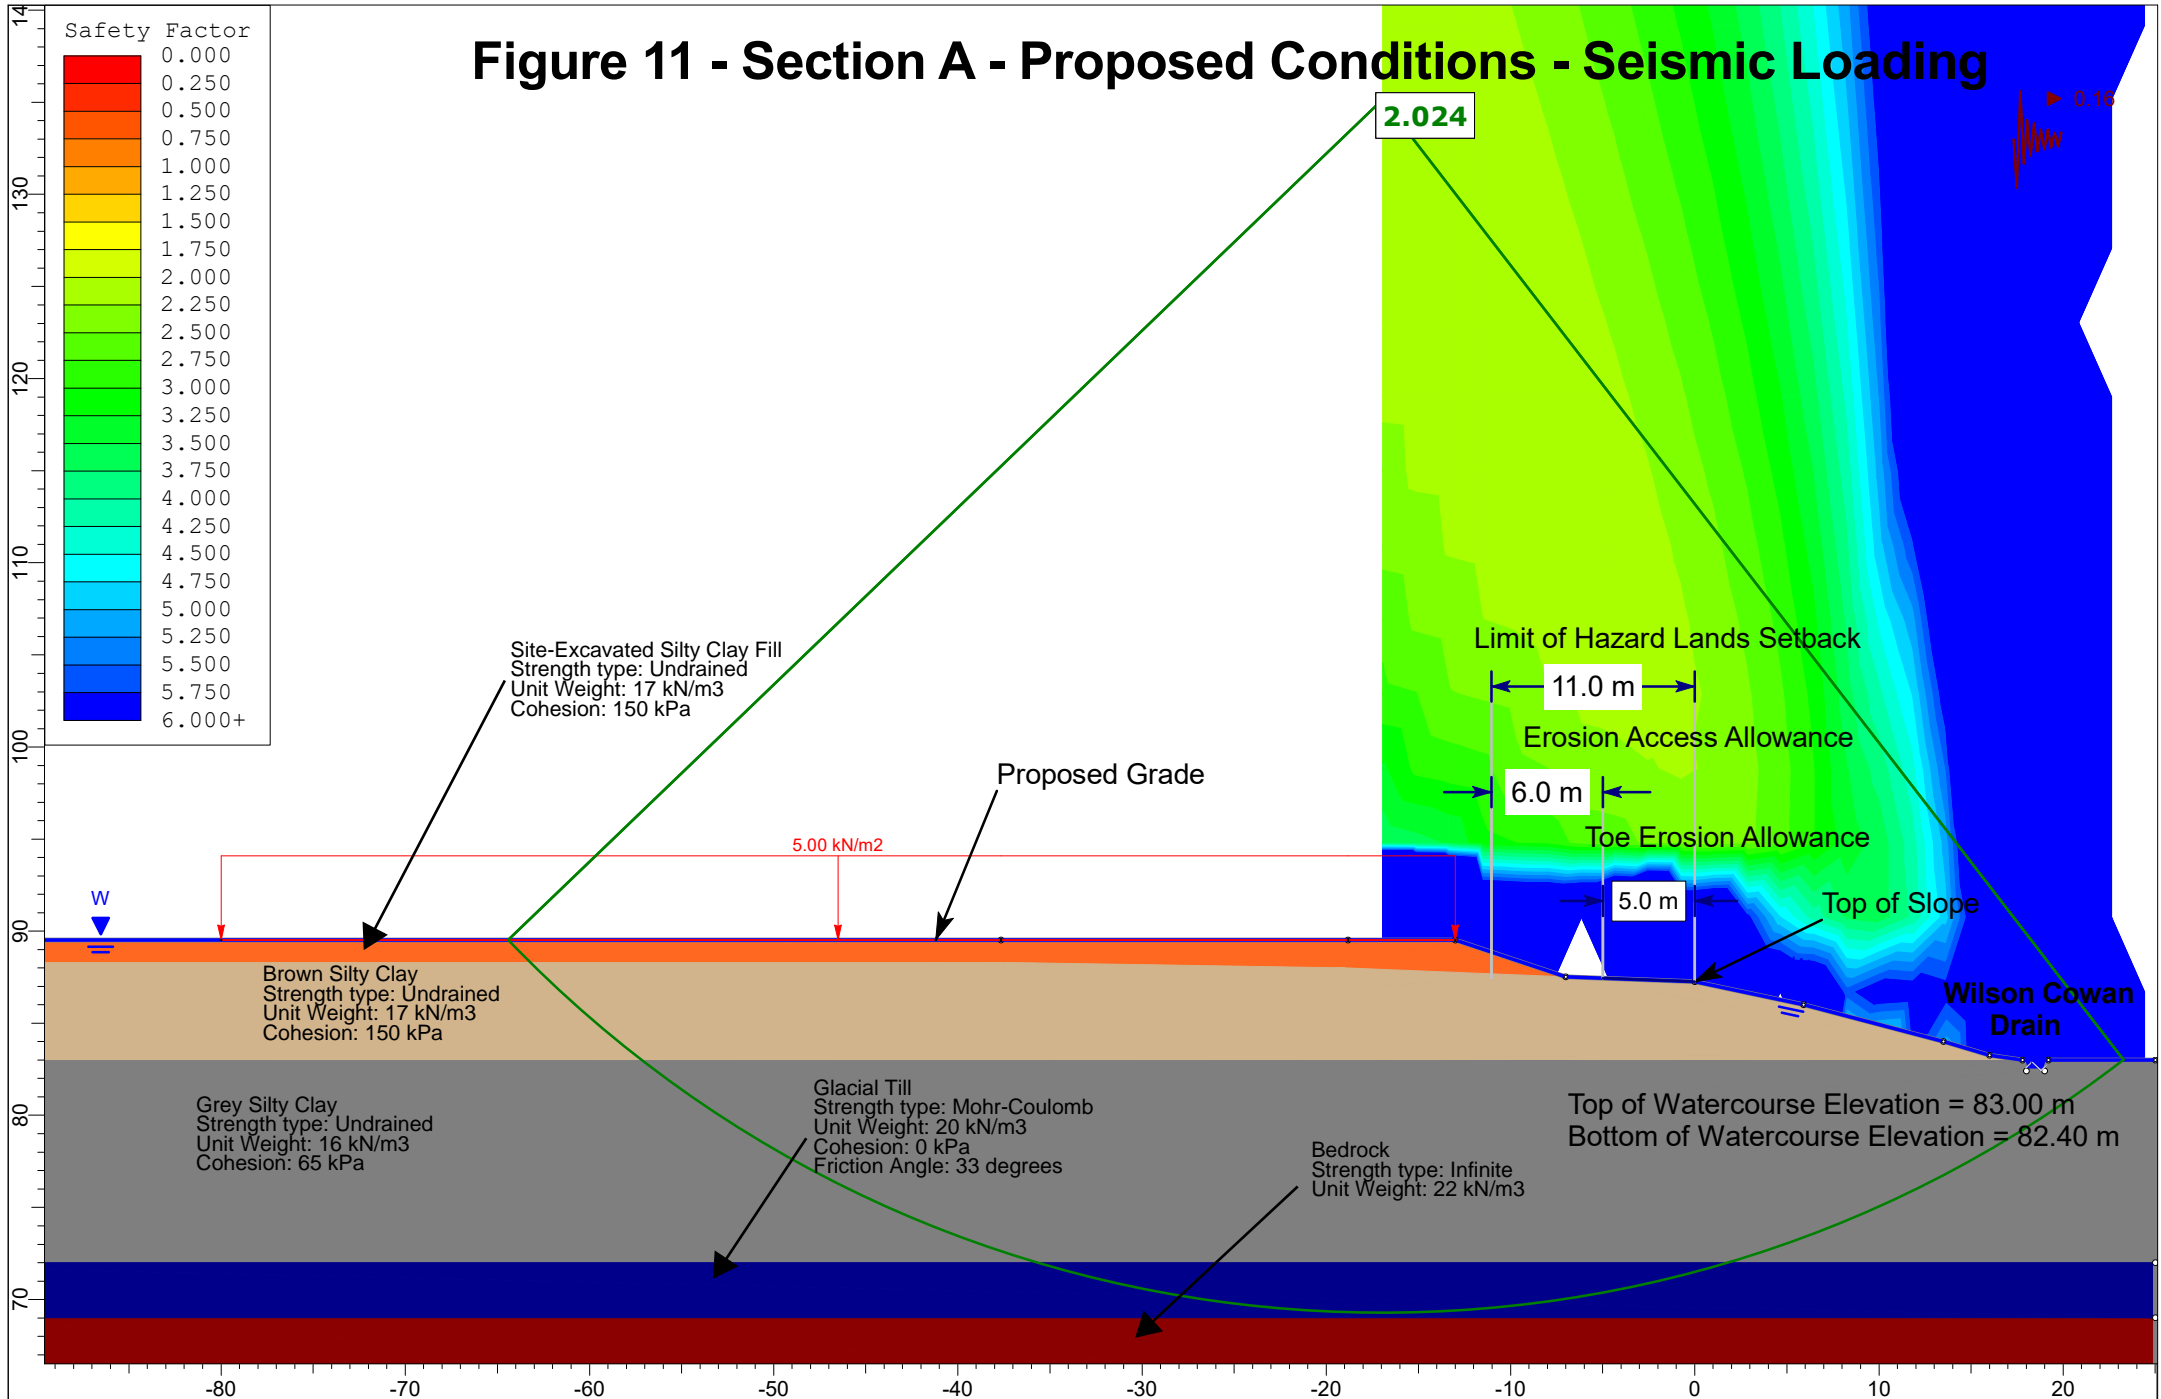 Figure 11 - Section A - Proposed Conditions - Seismic Loading
Safety Factor
0.000
0.250
0.500
0.750
1.000
1.250
1.500
1.750
2.000
2.250
2.500
2.750
3.000
3.250
3.500
3.750
4.000
4.250
4.500
4.750
5.000
5.250
5.500
5.750
6.000+
2.024
0.16
Site-Excavated Silty Clay Fill
Strength type: Undrained
Unit Weight: 17 kN/m3
Cohesion: 150 kPa
Limit of Hazard Lands Setback
11.0 m
Erosion Access Allowance
6.0 m
Toe Erosion Allowance
5.0 m
Proposed Grade
5.00 kN/m2
Top of Slope
W
Brown Silty Clay
Strength type: Undrained
Unit Weight: 17 kN/m3
Cohesion: 150 kPa
Wilson Cowan
Drain
Grey Silty Clay
Strength type: Undrained
Unit Weight: 16 kN/m3
Cohesion: 65 kPa
Glacial Till
Strength type: Mohr-Coulomb
Unit Weight: 20 kN/m3
Cohesion: 0 kPa
Friction Angle: 33 degrees
Bedrock
Strength type: Infinite
Unit Weight: 22 kN/m3
Top of Watercourse Elevation = 83.00 m
Bottom of Watercourse Elevation = 82.40 m
14
130
120
110
100
90
80
70
-80
-70
-60
-50
-40
-30
-20
-10
0
10
20